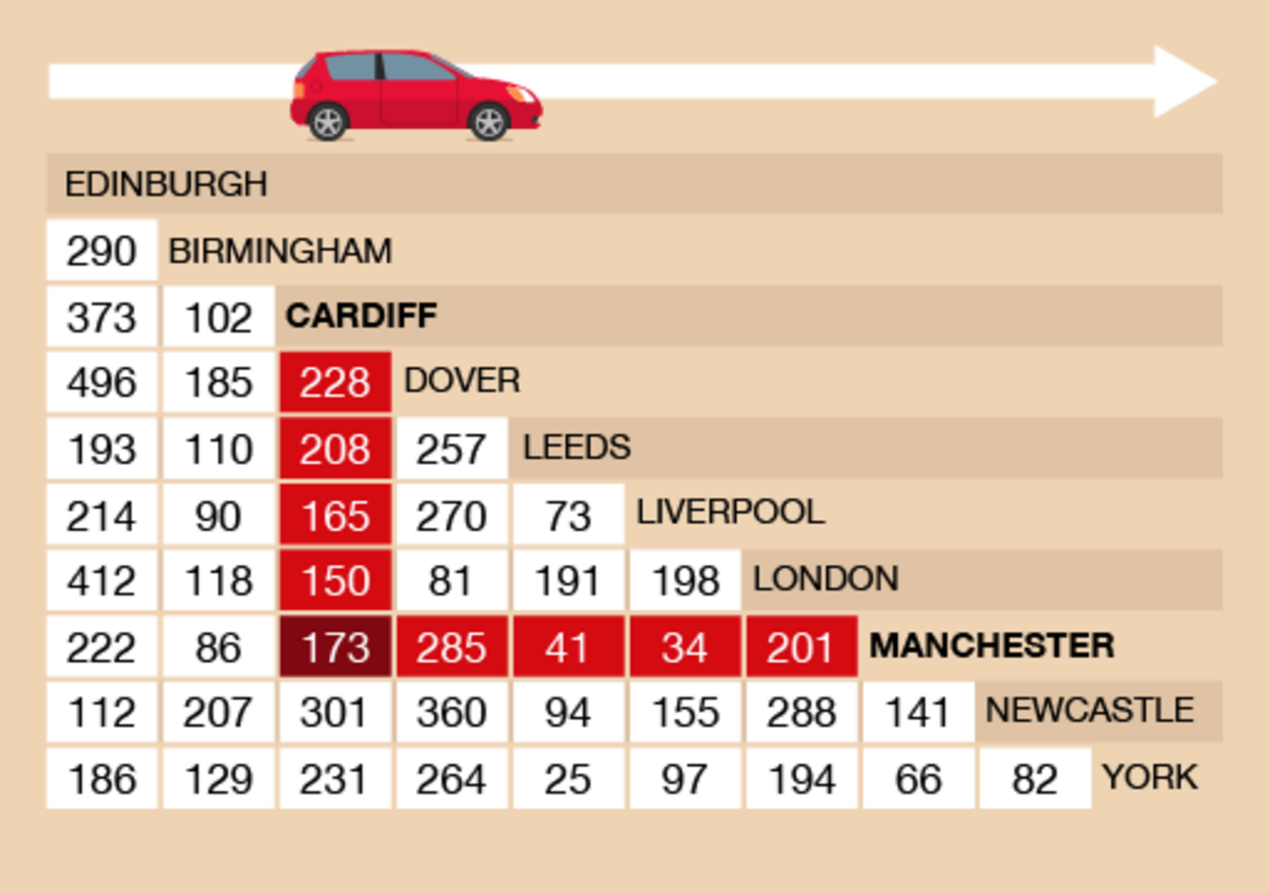 EDINBURGH
290 BIRMINGHAM
373 102 CARDIFF
496 185 228 DOVER
193 110 208 257 LEEDS
214 90 165 270 73 LIVERPOOL
412 118 150 81 191 198 LONDON
222 86 173 285 41 34 201 MANCHESTER
112 207 301 360 94 155 288 141 NEWCASTLE
186 129 231 264 25 97 194 66 82 YORK